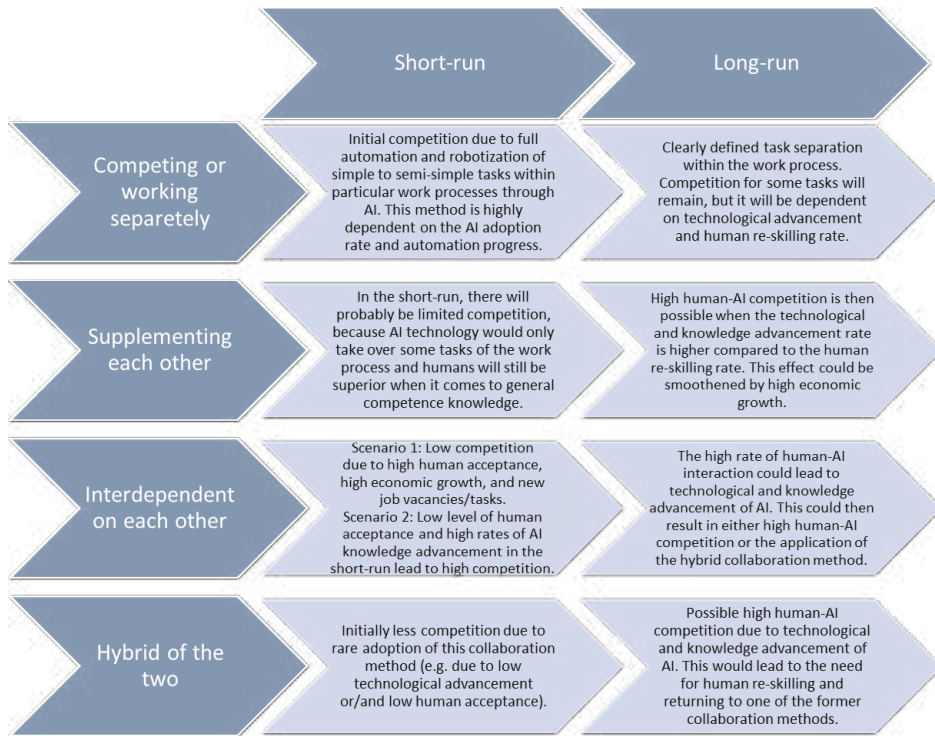 Short-run
Long-run
Competing or
working
separetely
Initial competition due to full
automation and robotization of
simple to semi-simple tasks within
particular work processes through
AI. This method is highly
dependent on the AI adoption
rate and automation progress.
Clearly defined task separation
within the work process.
Competition for some tasks will
remain, but it will be dependent
on technological advancement
and human re-skilling rate.
Supplementing
each other
In the short-run, there will
probably be limited competition,
because AI technology would only
take over some tasks of the work
process and humans will still be
superior when it comes to general
competence knowledge.
High human-AI competition is then
possible when the technological
and knowledge advancement rate
is higher compared to the human
re-skilling rate. This effect could be
smoothened by high economic
growth.
Interdependent
on each other
Scenario 1: Low competition
due to high human acceptance,
high economic growth, and new
job vacancies/tasks.
Scenario 2: Low level of human
acceptance and high rates of AI
knowledge advancement in the
short-run lead to high competition.
The high rate of human-AI
interaction could lead to
technological and knowledge
advancement of AI. This could then
result in either high human-AI
competition or the application of
the hybrid collaboration method.
Hybrid of the
two
Initially less competition due to
rare adoption of this collaboration
method (e.g. due to low
technological advancement
or/and low human acceptance).
Possible high human-AI
competition due to technological
and knowledge advancement of
AI. This would lead to the need
for human re-skilling and
returning to one of the former
collaboration methods.